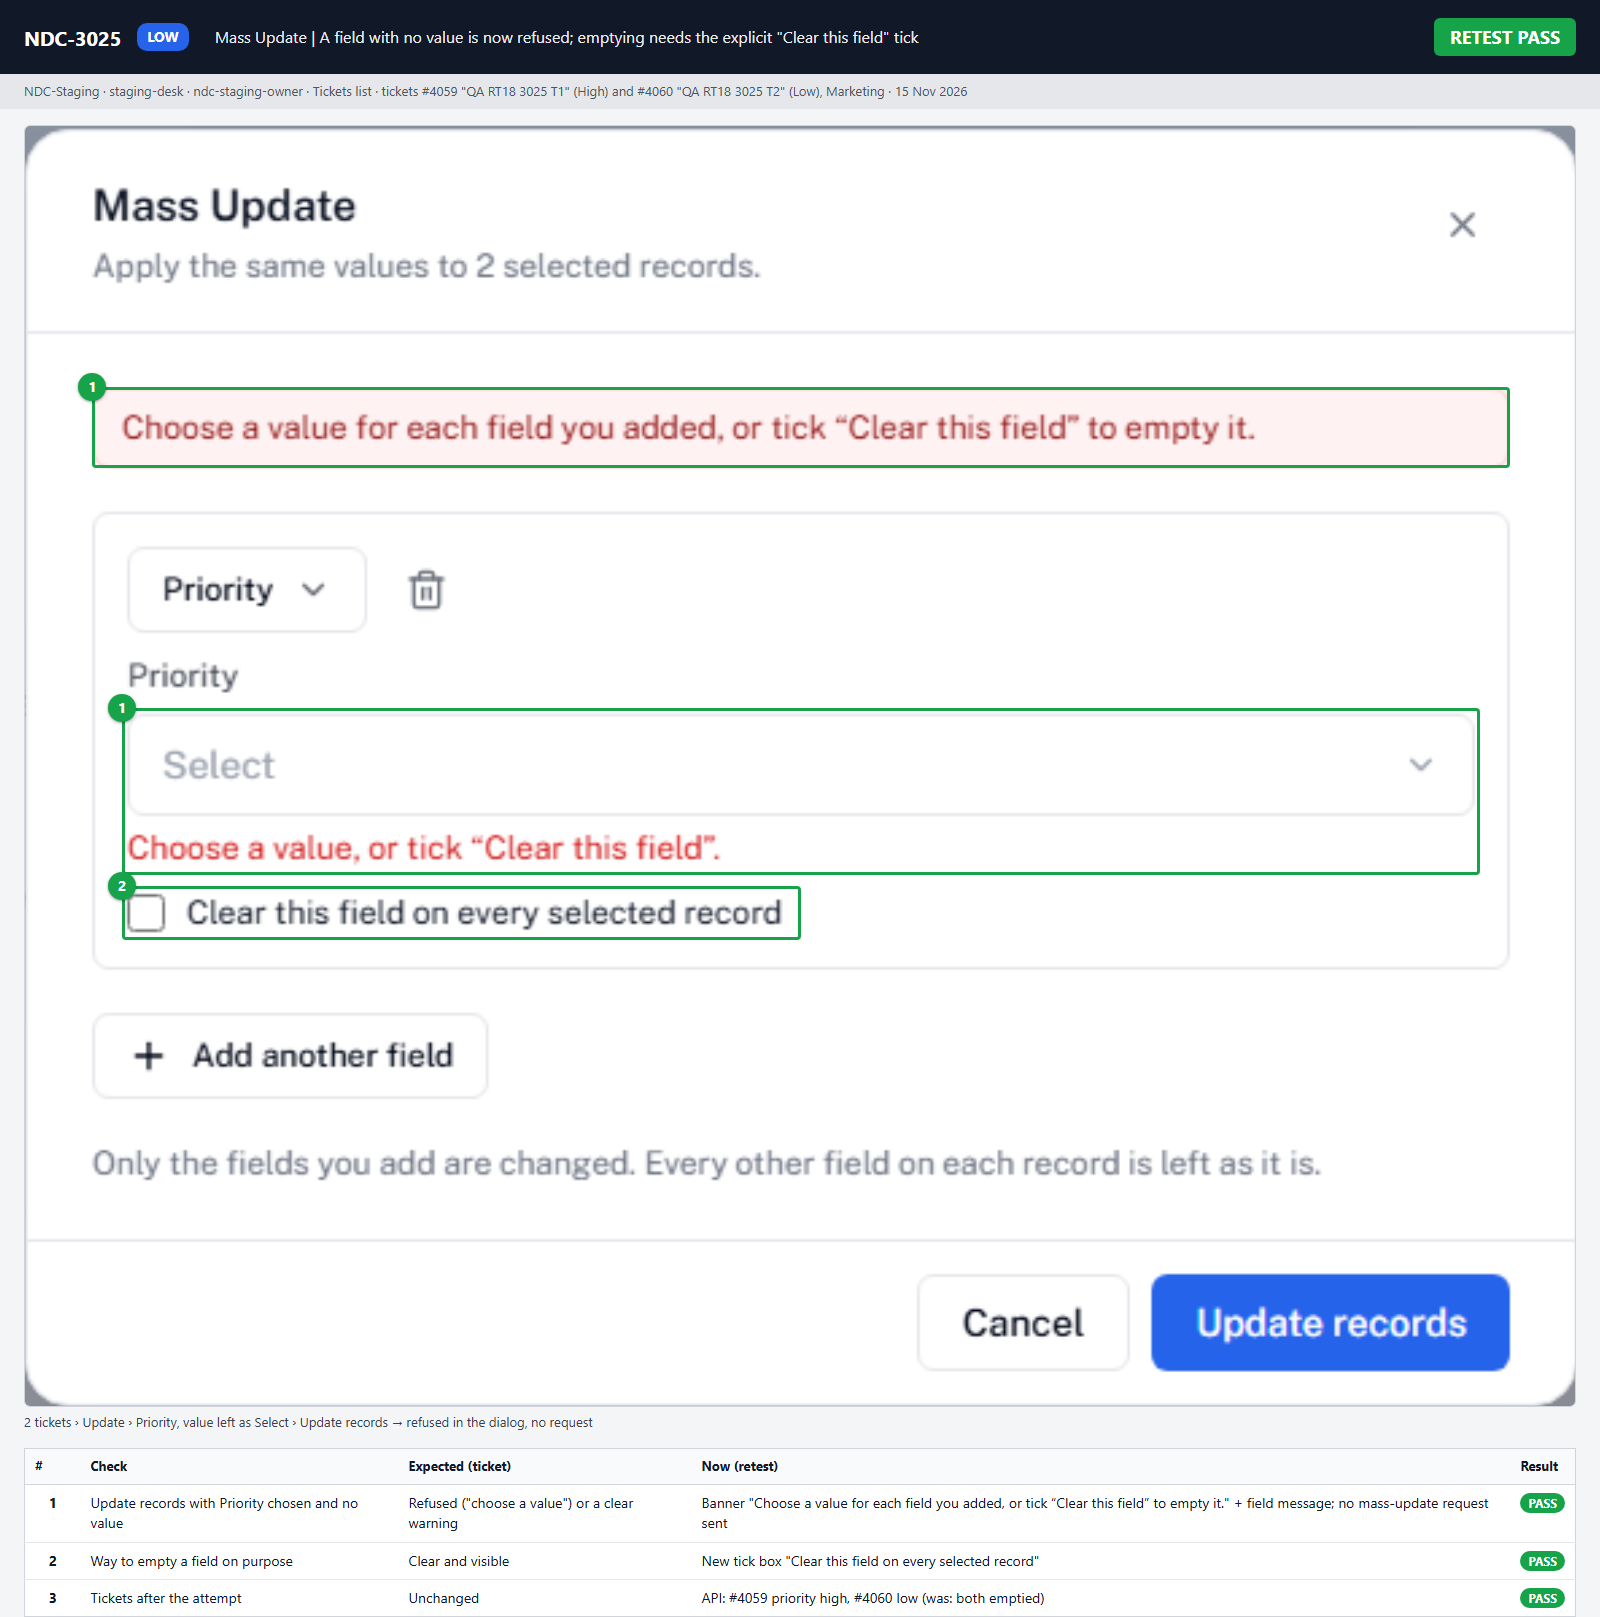 NDC-3025 LOW Mass Update | A field with no value is now refused; emptying needs the explicit "Clear this field" tick RETEST PASS
NDC-Staging · staging-desk · ndc-staging-owner · Tickets list · tickets #4059 "QA RT18 3025 T1" (High) and #4060 "QA RT18 3025 T2" (Low), Marketing · 15 Nov 2026
Mass Update
Apply the same values to 2 selected records.
1
Choose a value for each field you added, or tick “Clear this field” to empty it.
Priority
Priority
1
Select
Choose a value, or tick “Clear this field”.
2
Clear this field on every selected record
Add another field
Only the fields you add are changed. Every other field on each record is left as it is.
Cancel Update records
2 tickets › Update › Priority, value left as Select › Update records → refused in the dialog, no request
# Check Expected (ticket) Now (retest) Result
1 Update records with Priority chosen and no value Refused ("choose a value") or a clear warning Banner "Choose a value for each field you added, or tick “Clear this field” to empty it." + field message; no mass-update request sent PASS
2 Way to empty a field on purpose Clear and visible New tick box "Clear this field on every selected record" PASS
3 Tickets after the attempt Unchanged API: #4059 priority high, #4060 low (was: both emptied) PASS